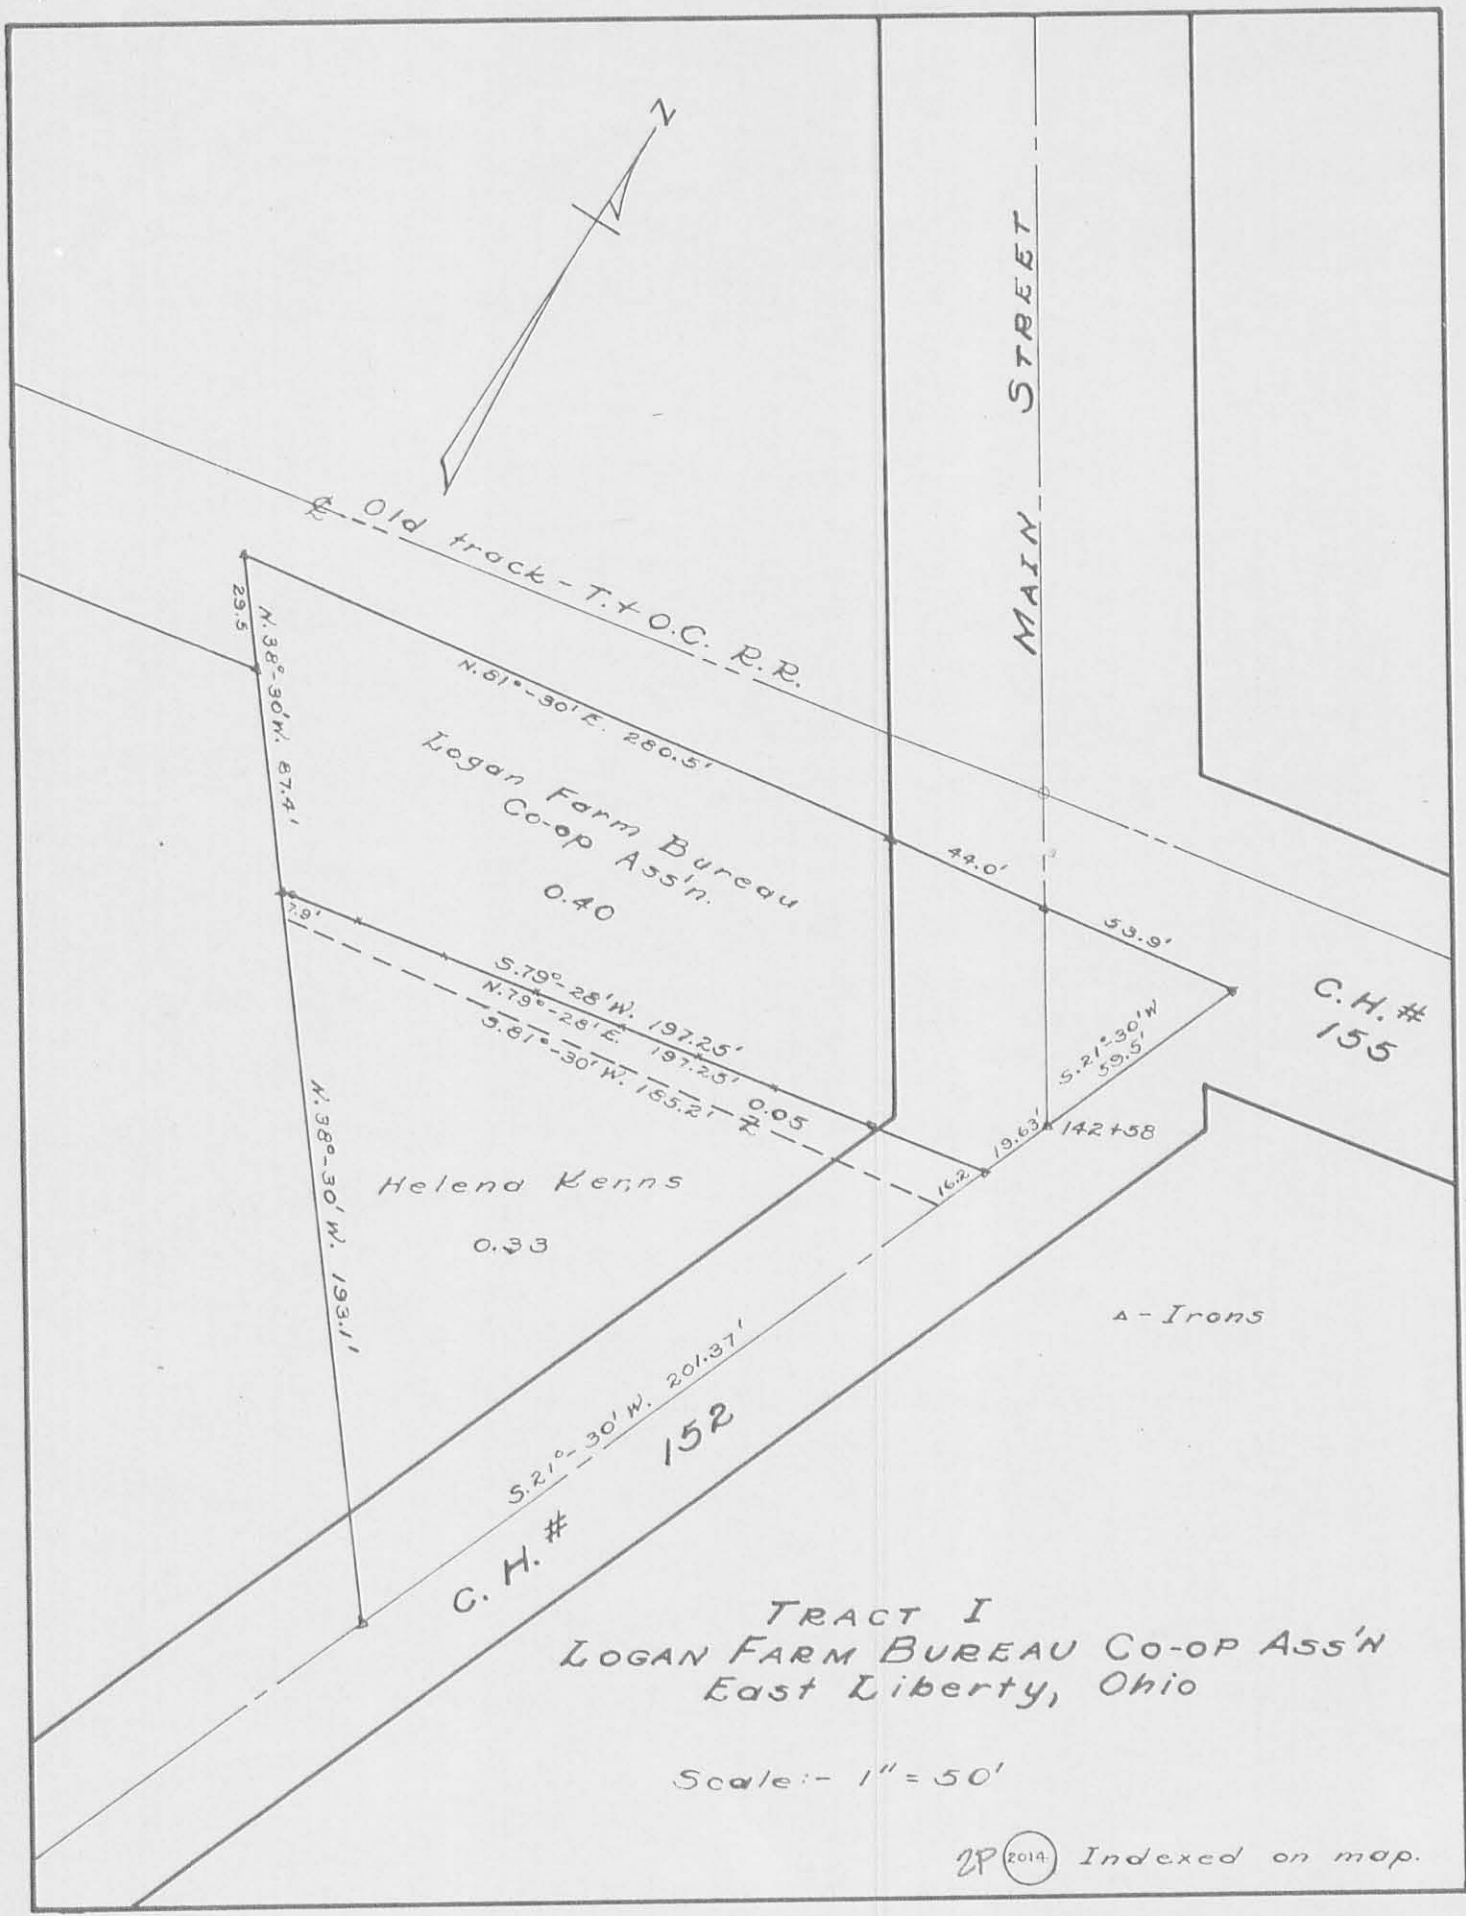 N
MAIN STREET
℄ Old track - T. + O.C. R.R.
29.5
N. 38°-30' W. 87.4'
N. 81°-30' E. 280.5'
Logan Farm Bureau
Co-op Ass'n.
0.40
44.0'
53.9'
C. H. #
155
7.9'
S. 79°-28' W. 197.25'
N. 79°-28' E. 197.25'
S. 81°-30' W. 185.2'
0.05
S. 21°-30' W
59.5'
19.63'
142+58
16.2
N. 38°-30' W. 193.1'
Helena Kerns
0.33
Δ - Irons
S. 21°-30' W. 201.37'
C. H. # 152
TRACT I
LOGAN FARM BUREAU CO-OP ASS'N
East Liberty, Ohio
Scale:- 1" = 50'
2P 2014 Indexed on map.